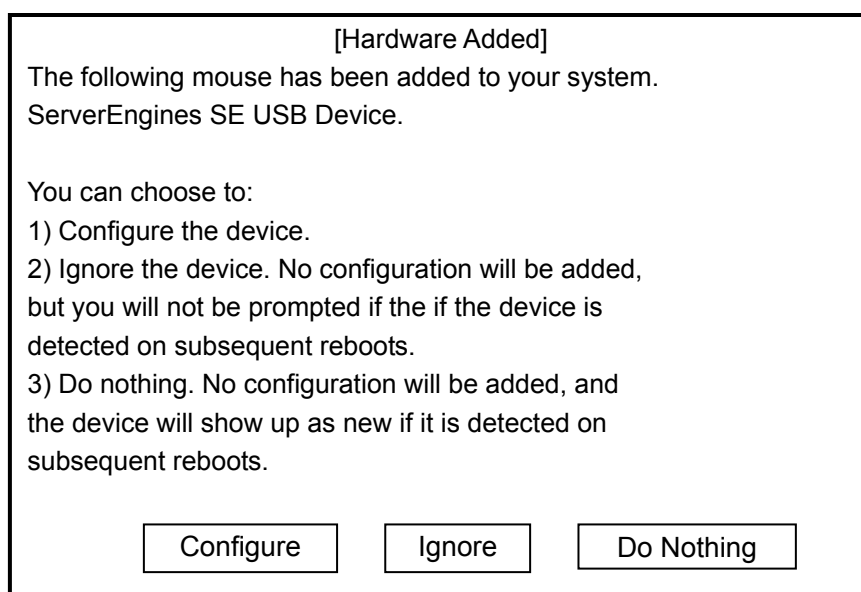 [Hardware Added]
The following mouse has been added to your system.
ServerEngines SE USB Device.
You can choose to:
1) Configure the device.
2) Ignore the device. No configuration will be added,
but you will not be prompted if the if the device is
detected on subsequent reboots.
3) Do nothing. No configuration will be added, and
the device will show up as new if it is detected on
subsequent reboots.
Configure Ignore Do Nothing